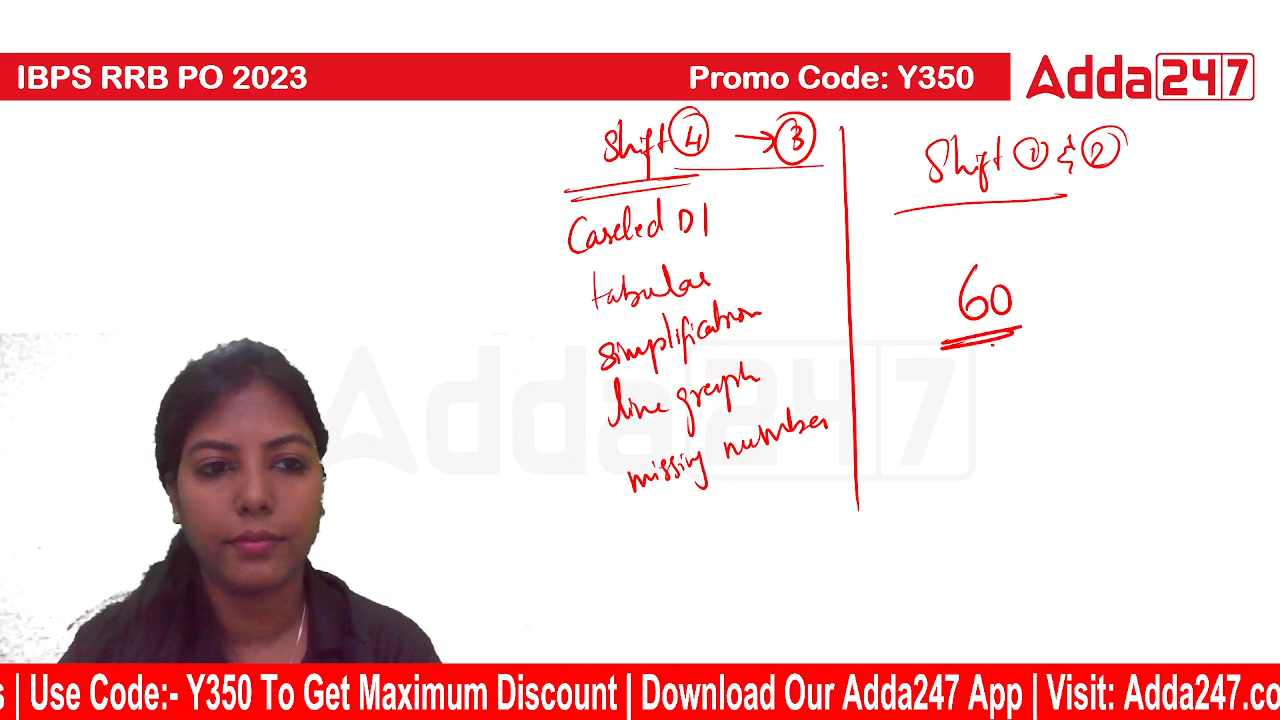 IBPS RRB PO 2023
Promo Code: Y350
Adda247
Shift 4 → 3
Caseled DI
tabular
simplification
line graph
missing number
Shift 1 & 2
60
Adda247
s | Use Code:- Y350 To Get Maximum Discount | Download Our Adda247 App | Visit: Adda247.co